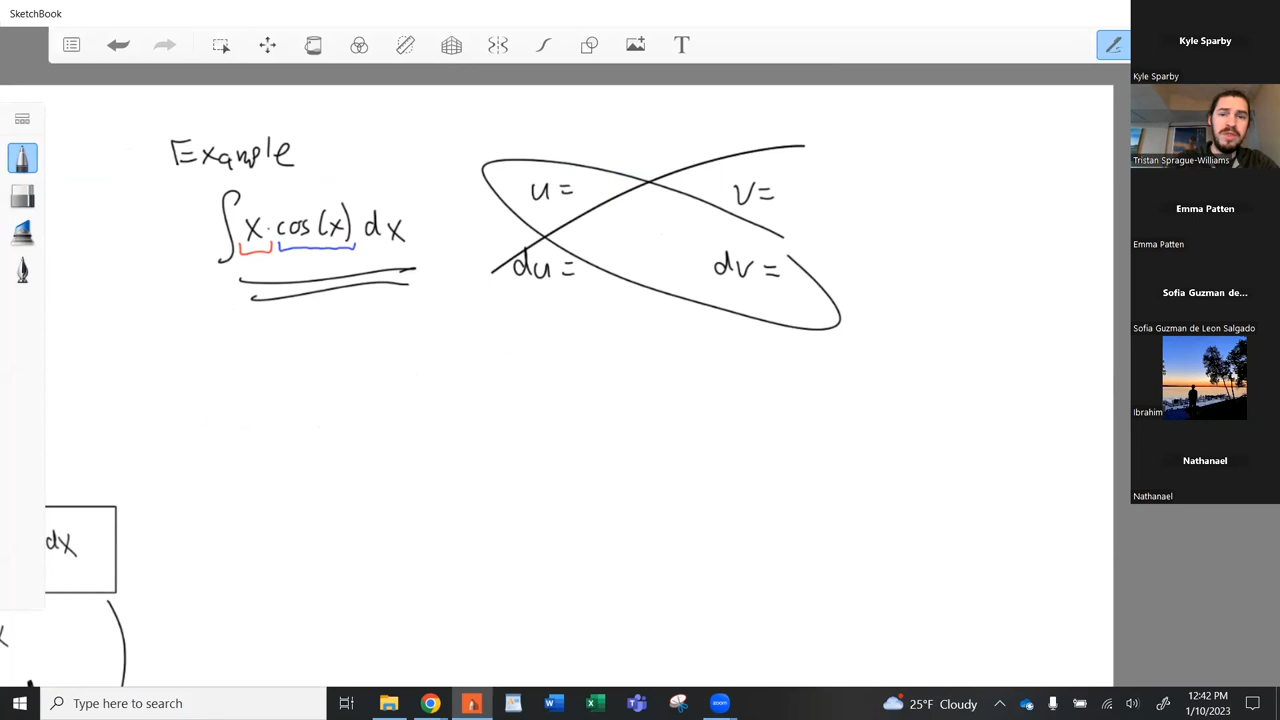 SketchBook
Example
∫ x · cos(x) dx
u =
v =
du =
dv =
dx
x
Kyle Sparby
Kyle Sparby
Tristan Sprague-Williams
Emma Patten
Emma Patten
Sofia Guzman de...
Sofia Guzman de Leon Salgado
Ibrahim
Nathanael
Nathanael
Type here to search
25°F Cloudy
12:42 PM
1/10/2023